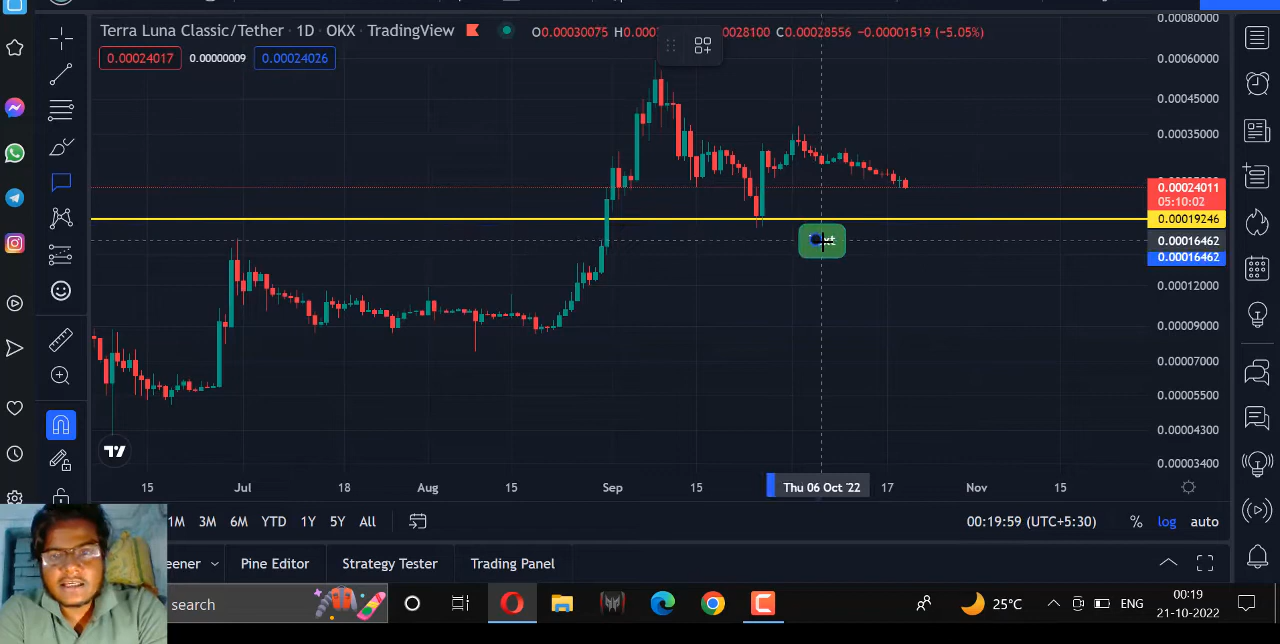 Terra Luna Classic/Tether · 1D · OKX TradingView
O0.00030075 28100 C0.00028556 −0.00001519 (−5.05%)
0.00024017 0.00000009 0.00024026
0.00080000
0.00060000
0.00045000
0.00035000
0.00024011
05:10:02
0.00019246
0.00016462
0.00016462
0.00012000
0.00009000
0.00007000
0.00005500
0.00004300
0.00003400
15 Jul 18 Aug 15 Sep 15 Thu 06 Oct '22 17 Nov 15
1M 3M 6M YTD 1Y 5Y All 00:19:59 (UTC+5:30) % log auto
Pine Editor Strategy Tester Trading Panel
search 25°C ENG 00:19
21-10-2022